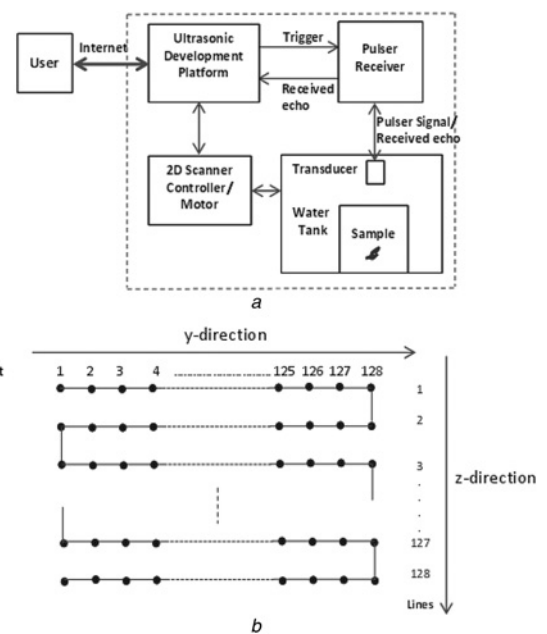 User
Internet
Ultrasonic
Development
Platform
Trigger
Received
echo
Pulser
Receiver
Pulser Signal/
Received echo
2D Scanner
Controller/
Motor
Transducer
Water
Tank
Sample
a
y-direction
1 2 3 4 .......................... 125 126 127 128
1
2
3
.
.
.
.
127
128
Lines
z-direction
b